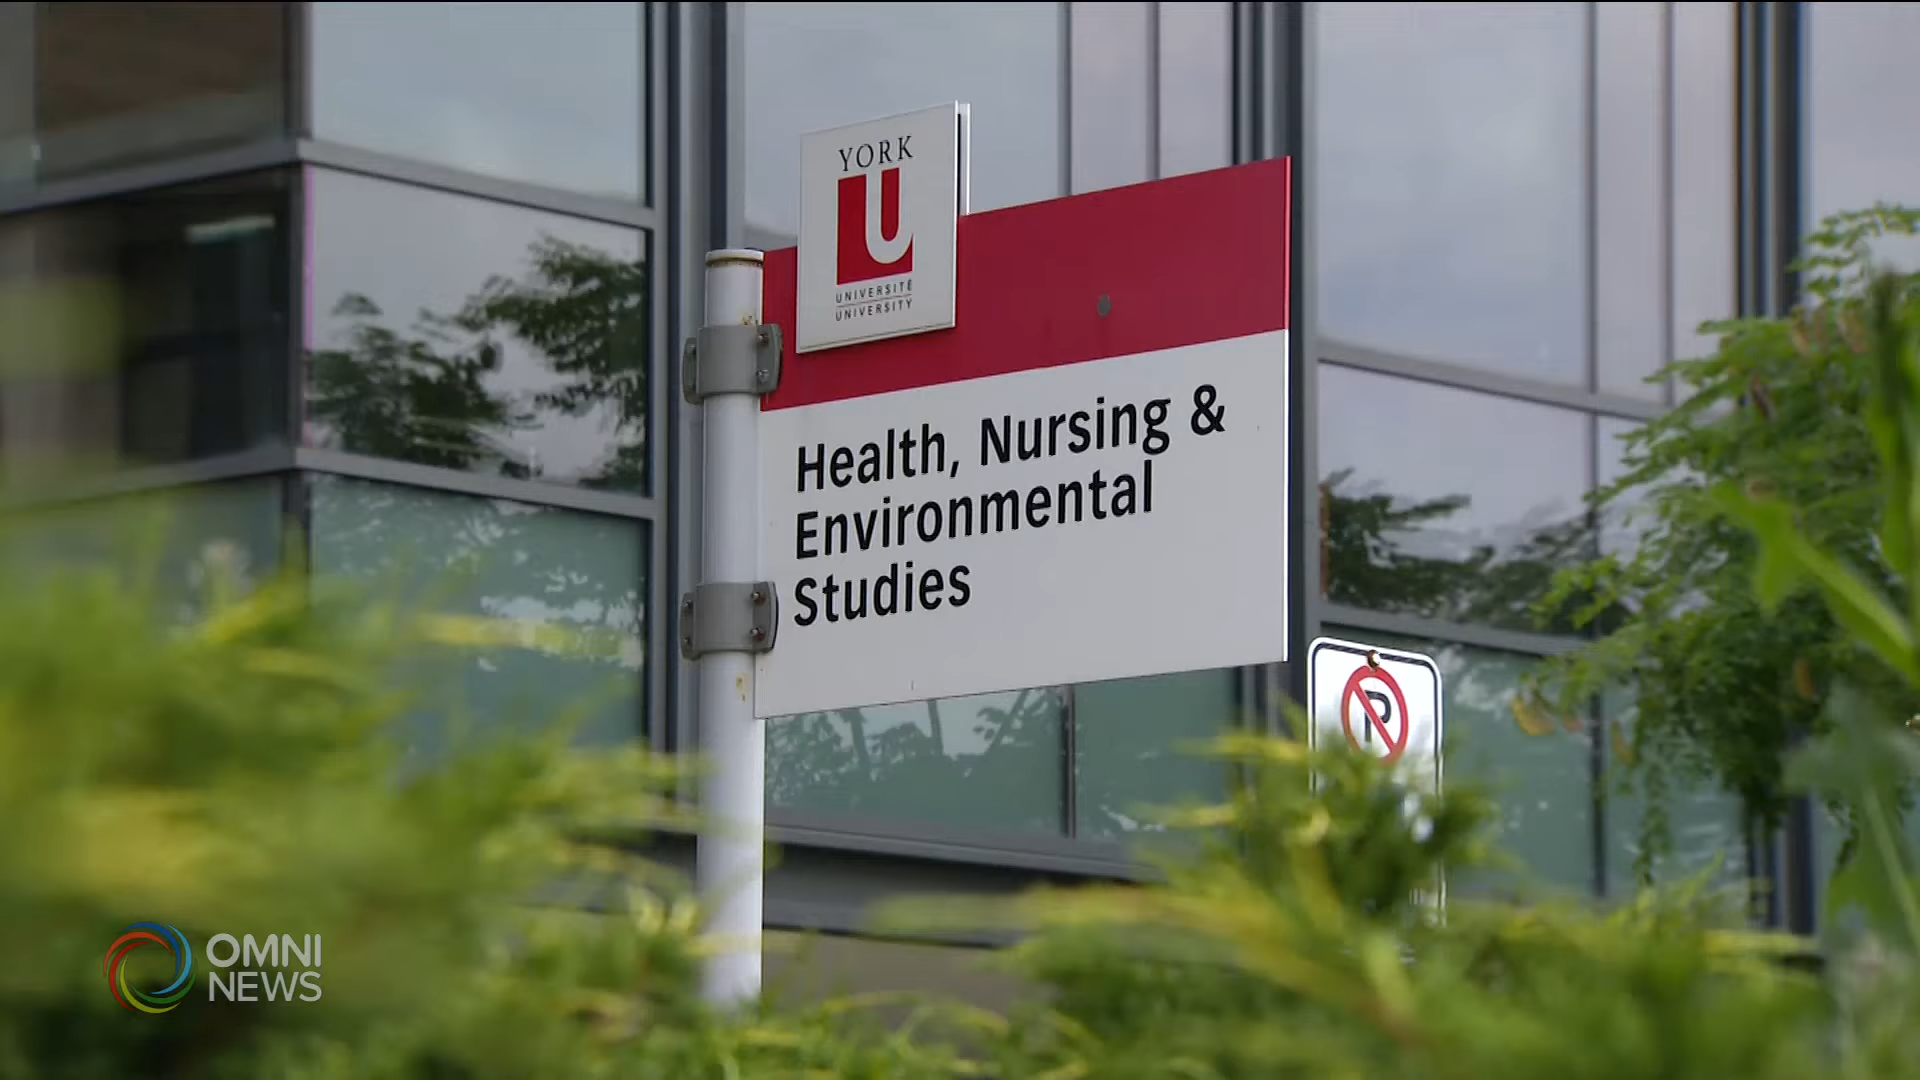 YORK
U
UNIVERSITÉ
UNIVERSITY
Health, Nursing &
Environmental
Studies
P
OMNI
NEWS